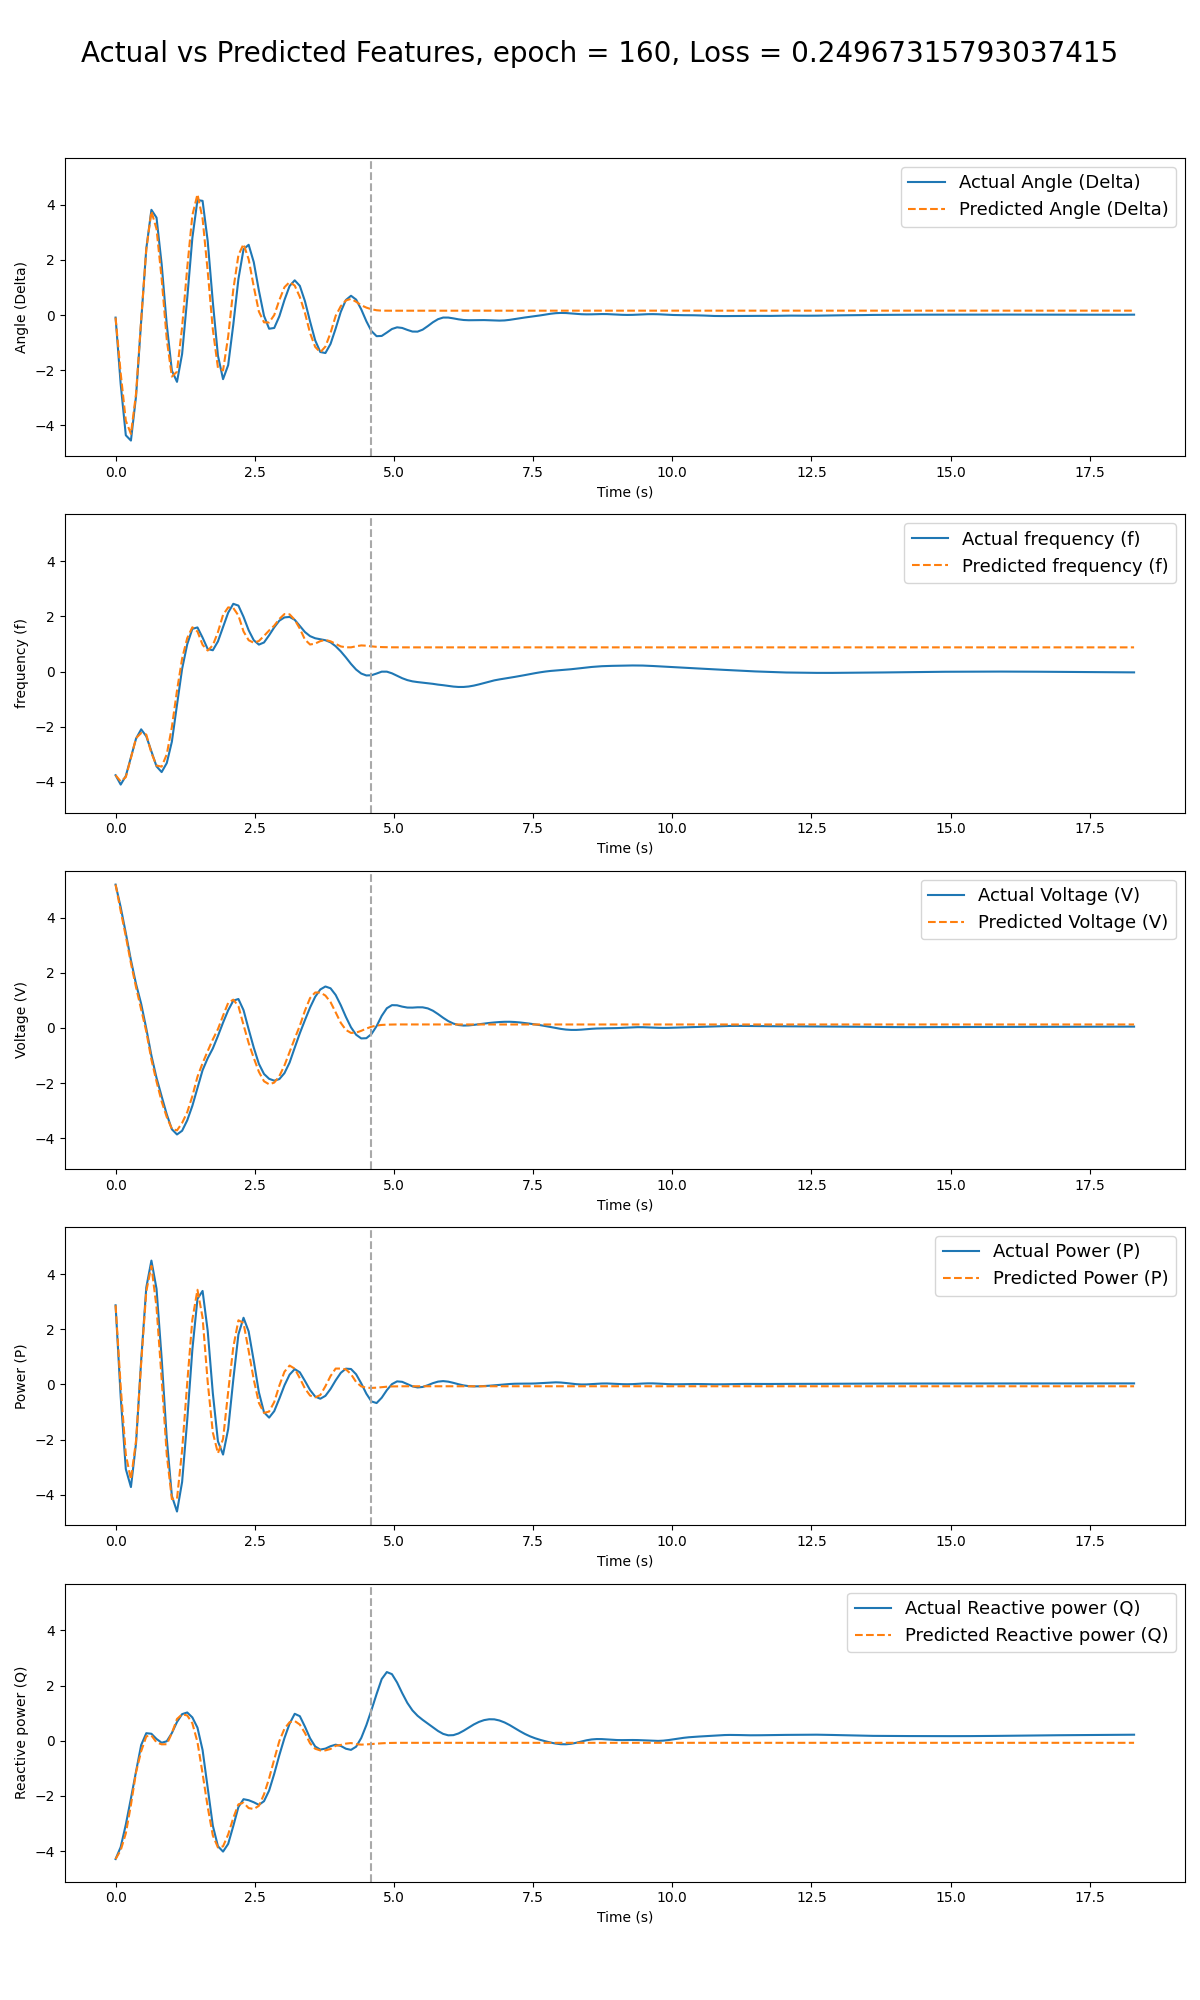 Actual vs Predicted Features, epoch = 160, Loss = 0.24967315793037415
Actual Angle (Delta)
Predicted Angle (Delta)
Angle (Delta)
4
2
0
−2
−4
0.0 2.5 5.0 7.5 10.0 12.5 15.0 17.5
Time (s)
Actual frequency (f)
Predicted frequency (f)
frequency (f)
4
2
0
−2
−4
0.0 2.5 5.0 7.5 10.0 12.5 15.0 17.5
Time (s)
Actual Voltage (V)
Predicted Voltage (V)
Voltage (V)
4
2
0
−2
−4
0.0 2.5 5.0 7.5 10.0 12.5 15.0 17.5
Time (s)
Actual Power (P)
Predicted Power (P)
Power (P)
4
2
0
−2
−4
0.0 2.5 5.0 7.5 10.0 12.5 15.0 17.5
Time (s)
Actual Reactive power (Q)
Predicted Reactive power (Q)
Reactive power (Q)
4
2
0
−2
−4
0.0 2.5 5.0 7.5 10.0 12.5 15.0 17.5
Time (s)